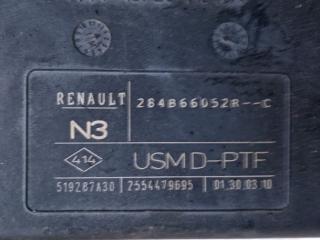 RENAULT 284B66052R--C
N3
414 USM D-PTF
519287A30 2554479695 01.30.03.10